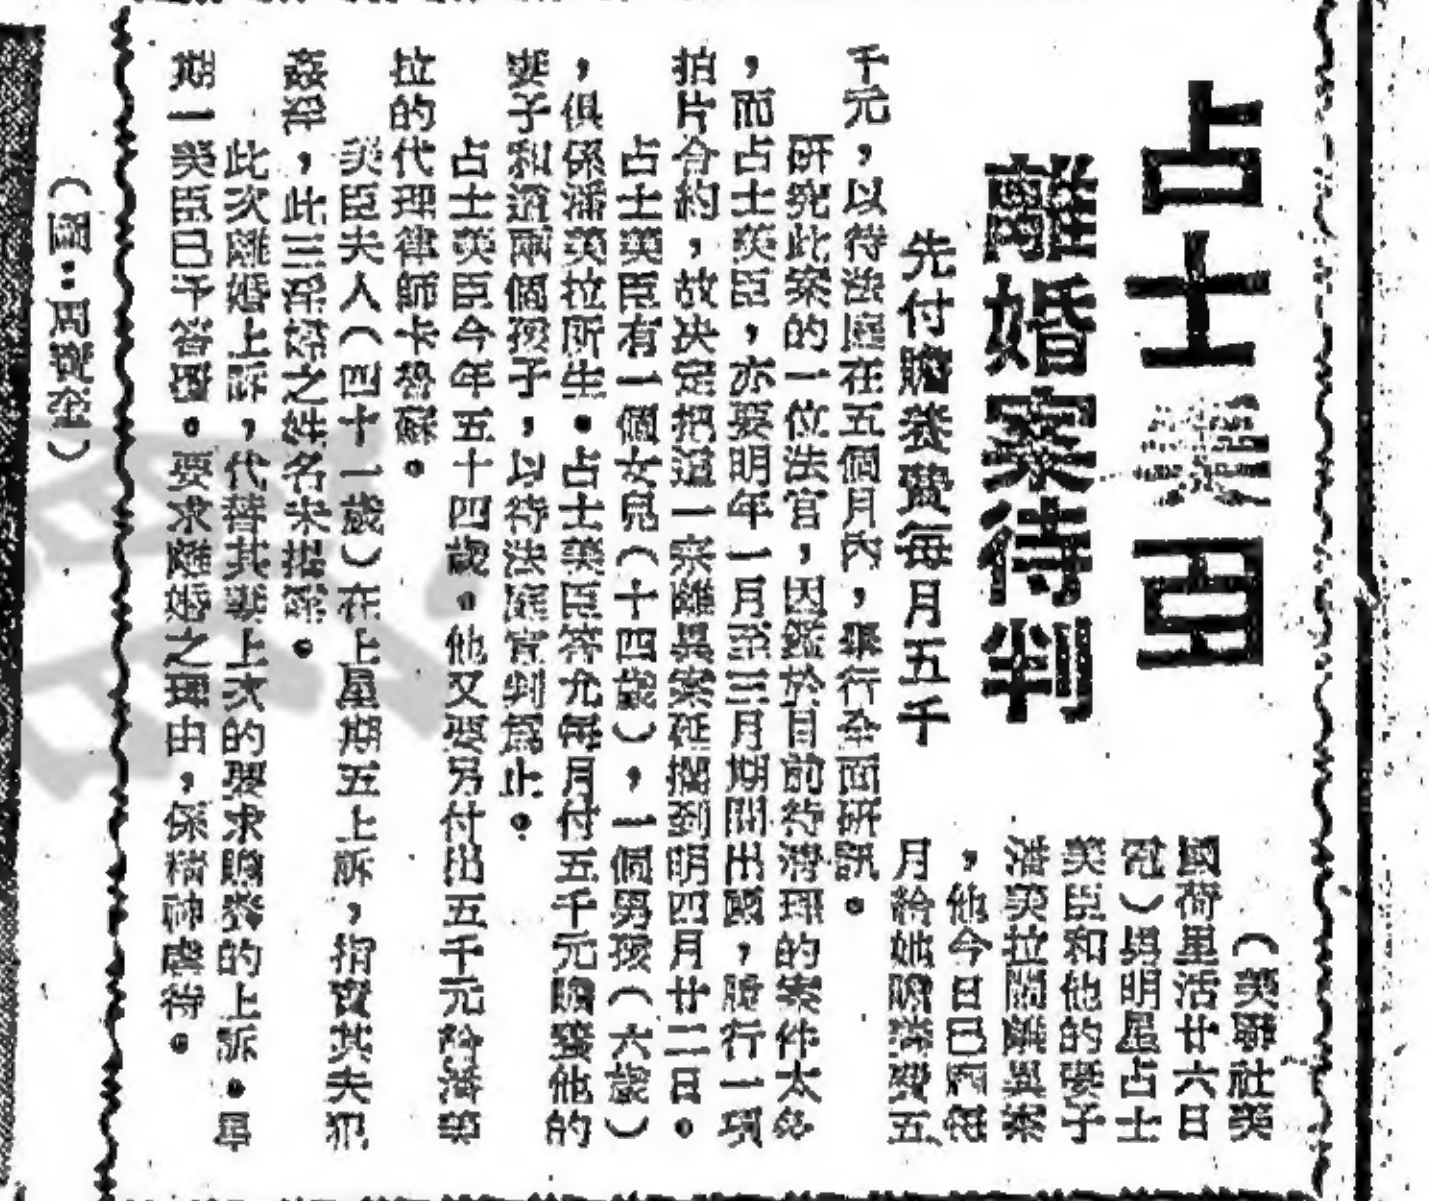 占士美臣
離婚案待判
先付贍養費每月五千
(美聯社美
國荷里活廿六日
電)男明星占士
美臣和他的妻子
潘美拉鬧離異案
,他今日已同每
月給她贍養費五
千元,以待法庭在五個月內,舉行全面研訊。
研究此案的一位法官,因鑑於目前待清理的案件太多
,而占士美臣,亦要明年一月至三月期間出國,履行一項
拍片合約,故決定把這一宗離異案延擱到明四月廿二日。
占士美臣有一個女兒(十四歲),一個男孩(六歲)
,俱係潘美拉所生。占士美臣答允每月付五千元贍養他的
妻子和這兩個孩子,以待法庭宣判爲止。
占士美臣今年五十四歲。他又要另付出五千元給潘美
拉的代理律師卡勞蘇。
美臣夫人(四十一歲)在上星期五上訴,指責其夫犯
姦淫,此三淫婦之姓名未提窣。
此次離婚上訴,代替其妻上次的要求贍養的上訴。星
期一美臣已予答覆。要求離婚之理由,係精神虐待。
(圖:周贊全)